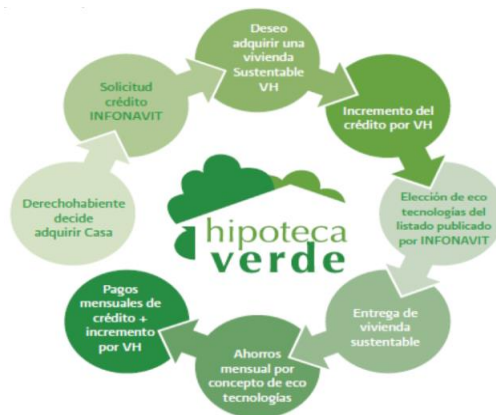 Derechohabiente
decide
adquirir Casa
Solicitud
crédito
INFONAVIT
Deseo
adquirir una
vivienda
Sustentable
VH
Incremento del
crédito por VH
Elección de eco
tecnologías del
listado publicado
por INFONAVIT
Entrega de
vivienda
sustentable
Ahorros
mensual por
concepto de eco
tecnologías
Pagos
mensuales de
crédito +
incremento
por VH
hipoteca
verde